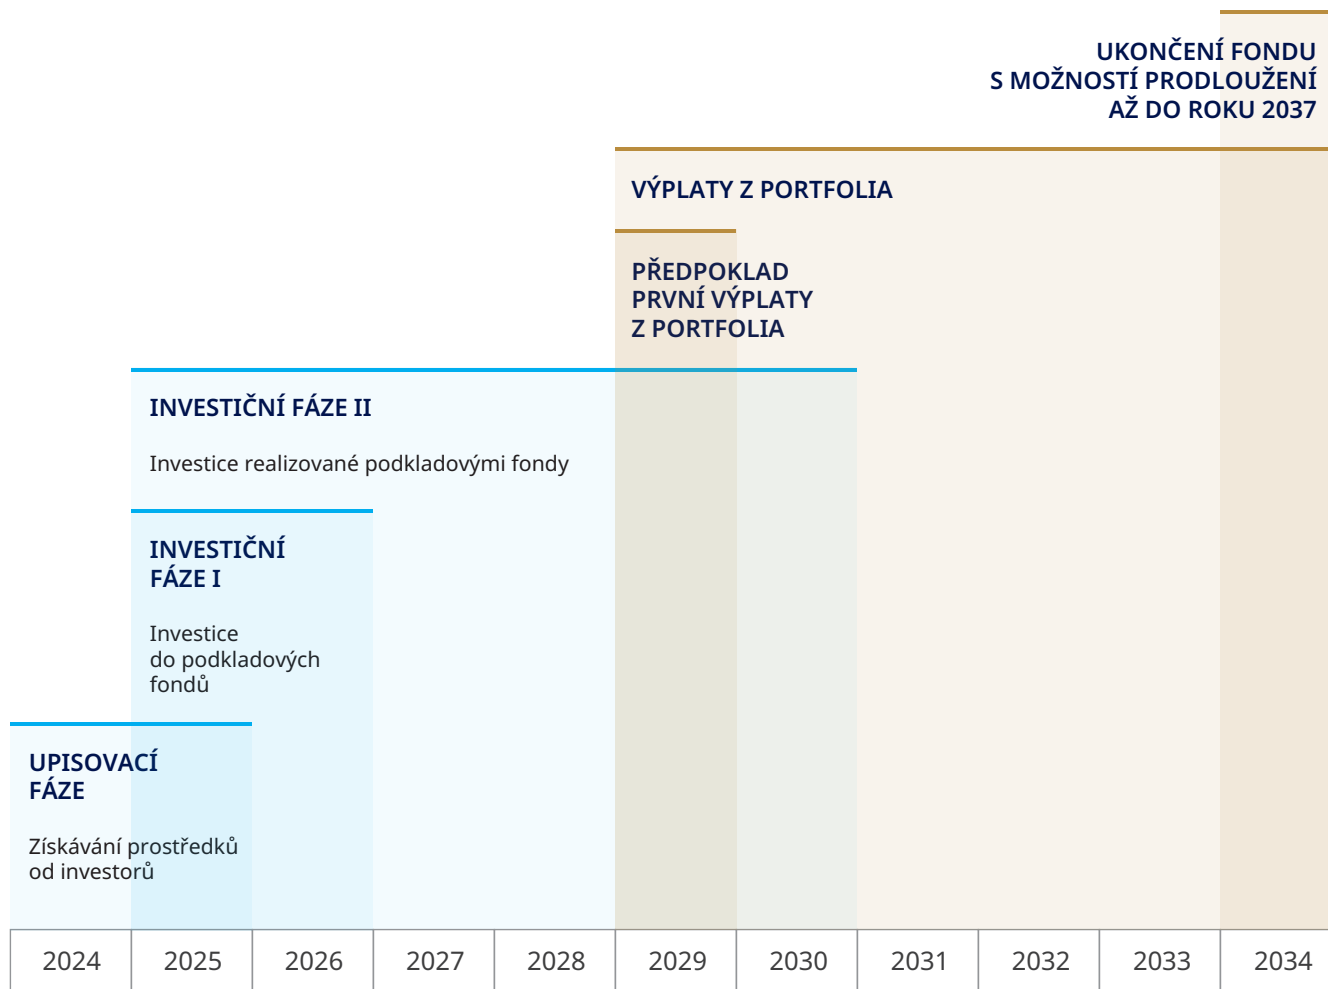 UKONČENÍ FONDU
S MOŽNOSTÍ PRODLOUŽENÍ
AŽ DO ROKU 2037
VÝPLATY Z PORTFOLIA
PŘEDPOKLAD
PRVNÍ VÝPLATY
Z PORTFOLIA
INVESTIČNÍ FÁZE II
Investice realizované podkladovými fondy
INVESTIČNÍ
FÁZE I
Investice
do podkladových
fondů
UPISOVACÍ
FÁZE
Získávání prostředků
od investorů
2024 2025 2026 2027 2028 2029 2030 2031 2032 2033 2034